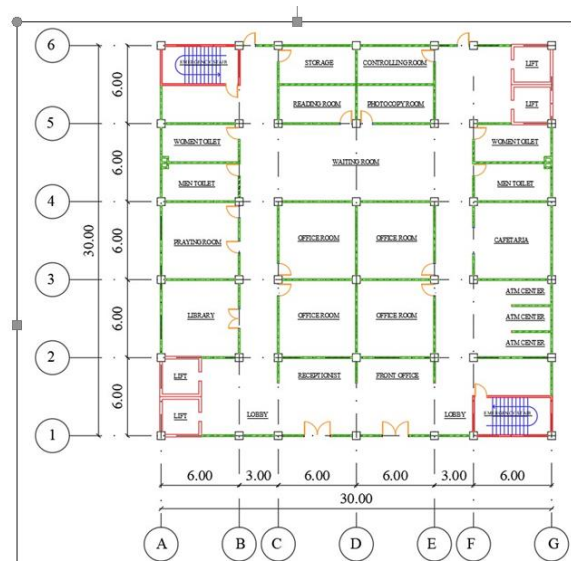 6
STORAGE
CONTROLLING ROOM
LIFT
6.00
READING ROOM
PHOTOCOPY ROOM
LIFT
5
WOMEN TOILET
WOMEN TOILET
6.00
WAITING ROOM
MEN TOILET
MEN TOILET
4
30.00
6.00
PRAYING ROOM
OFFICE ROOM
OFFICE ROOM
CAFETARIA
3
ATM CENTER
6.00
LIBRARY
OFFICE ROOM
OFFICE ROOM
ATM CENTER
ATM CENTER
2
LIFT
RECEPTIONIST
FRONT OFFICE
6.00
LIFT
LOBBY
LOBBY
1
6.00 3.00 6.00 6.00 3.00 6.00
30.00
A B C D E F G